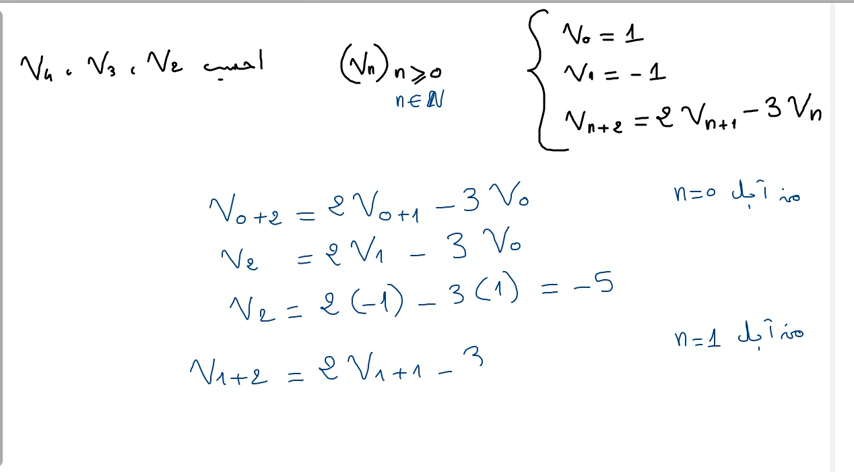 احسب V₂ ، V₃ ، V₄
(Vₙ)ₙ⩾₀
n∈ℕ
V₀ = 1
V₁ = -1
Vₙ₊₂ = 2Vₙ₊₁ - 3Vₙ
من آجل n=0
V₀₊₂ = 2V₀₊₁ - 3V₀
V₂ = 2V₁ - 3V₀
V₂ = 2(-1) - 3(1) = -5
من آجل n=1
V₁₊₂ = 2V₁₊₁ - 3